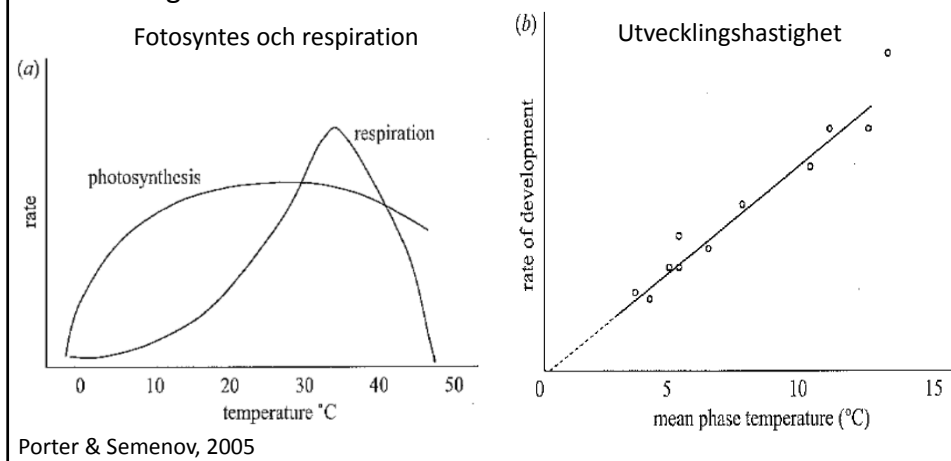 Fotosyntes och respiration
(a)
respiration
photosynthesis
rate
0 10 20 30 40 50
temperature °C
(b)
Utvecklingshastighet
rate of development
0 5 10 15
mean phase temperature (°C)
Porter & Semenov, 2005